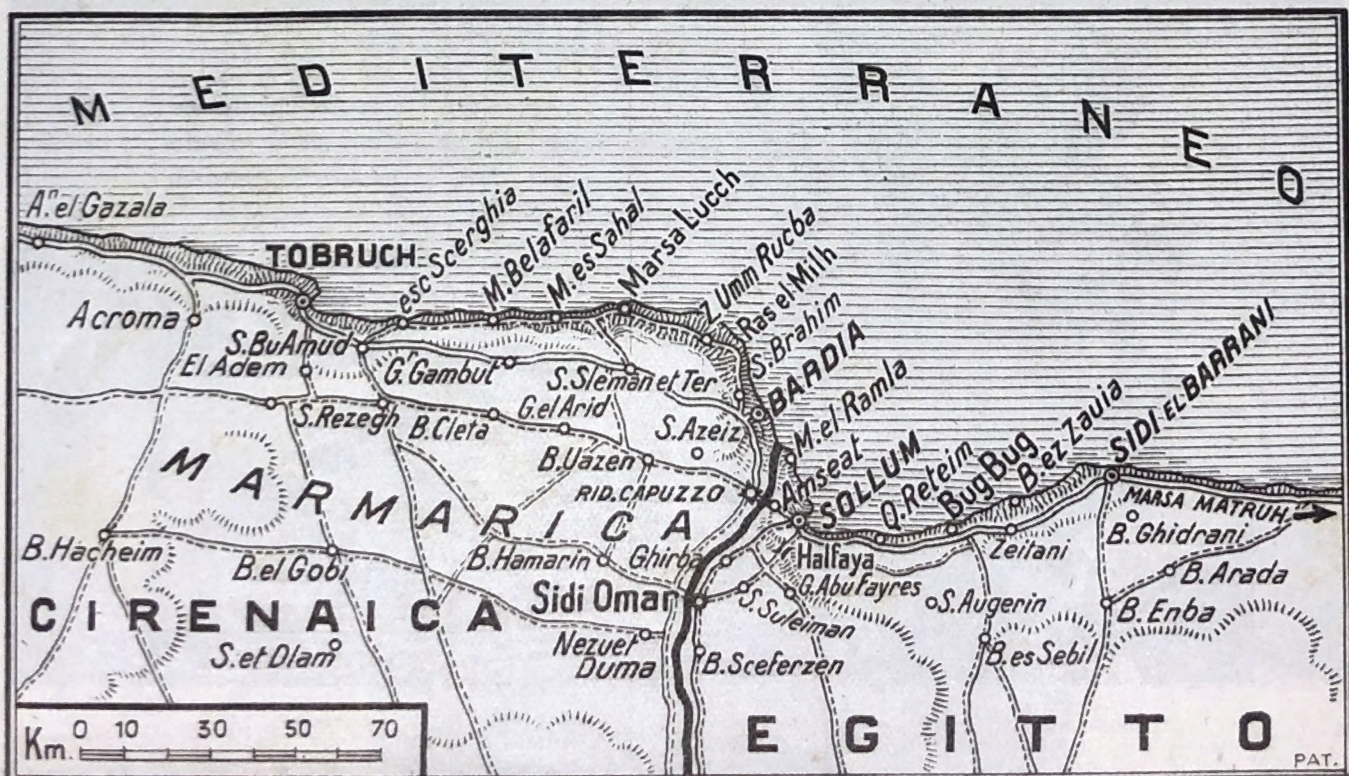 MEDITERRANEO
A.n el Gazala
TOBRUCH
esc Scerghia
M. Belafaril
M. es Sahal
Marsa Lucch
Z Umm Rucba
Ras el Milh
S. Brahim
BARDIA
M. el Ramla
Amseat
SOLLUM
Q. Reteim
Bug Bug
B. ez Zauia
SIDI EL BARRANI
MARSA MATRUH
Acroma
S. Bu Amud
El Adem
G.r Gambut
S. Sleman et Ter
S. Rezegh
B. Cleta
G. el Arid
S. Azeiz
B. Uazen
RID. CAPUZZO
MARMARICA
Halfaya
Zeitani
B. Ghidrani
B. Hacheim
B. el Gobi
B. Hamarin
Ghirba
G. Abu Fayres
B. Arada
Sidi Omar
S. Suleiman
S. Augerin
B. Enba
CIRENAICA
S. et Dlam
Nezuet Duma
B. Sceferzen
B. es Sebil
EGITTO
Km. 0 10 30 50 70
PAT.